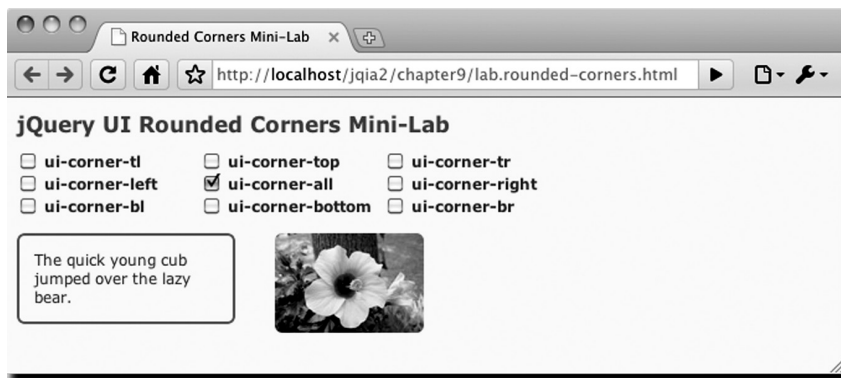 Rounded Corners Mini-Lab
http://localhost/jqia2/chapter9/lab.rounded-corners.html
jQuery UI Rounded Corners Mini-Lab
ui-corner-tl ui-corner-top ui-corner-tr
ui-corner-left ui-corner-all ui-corner-right
ui-corner-bl ui-corner-bottom ui-corner-br
The quick young cub
jumped over the lazy
bear.